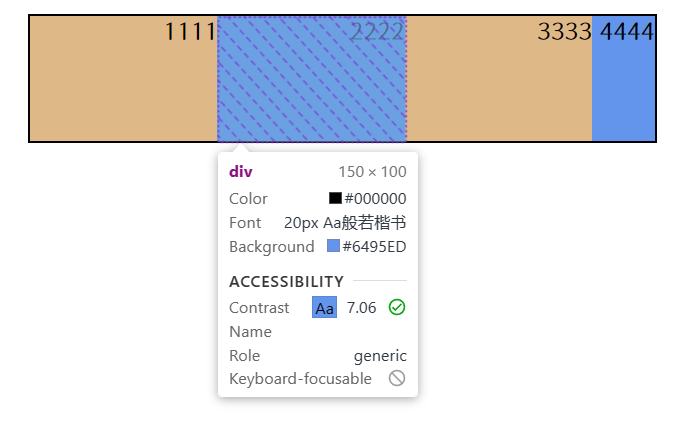 1111 2222 3333 4444
div 150 × 100
Color #000000
Font 20px Aa般若楷书
Background #6495ED
ACCESSIBILITY
Contrast Aa 7.06
Name
Role generic
Keyboard-focusable